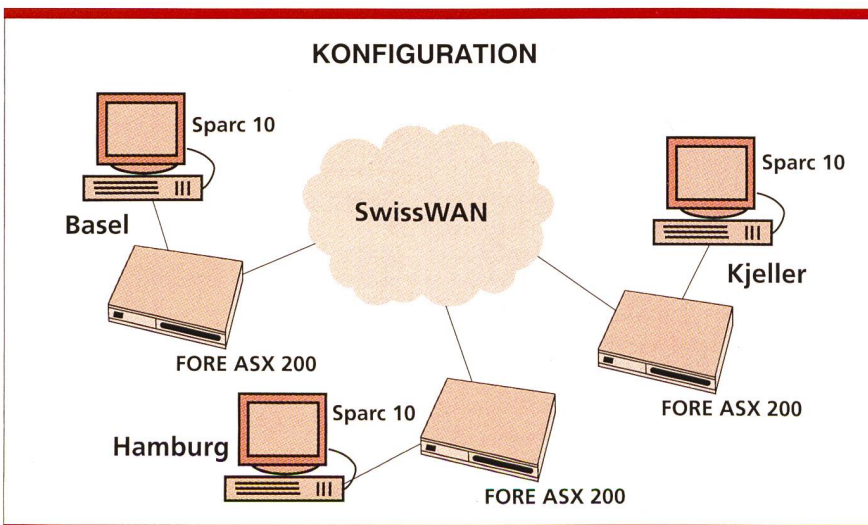 KONFIGURATION
Sparc 10
Basel
FORE ASX 200
SwissWAN
Sparc 10
Kjeller
FORE ASX 200
Sparc 10
Hamburg
FORE ASX 200